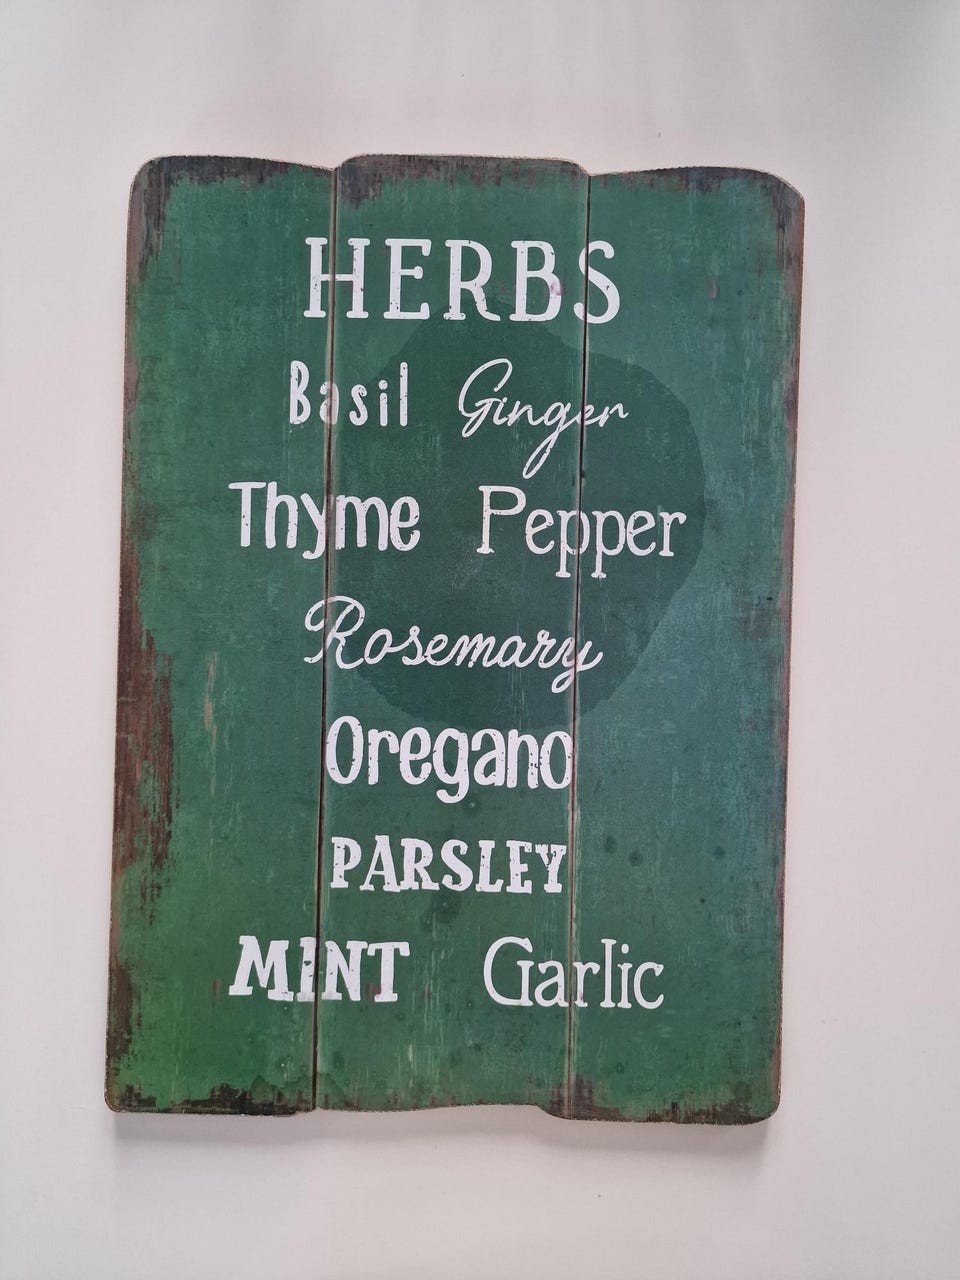 HERBS
Basil Ginger
Thyme Pepper
Rosemary
Oregano
PARSLEY
MINT Garlic